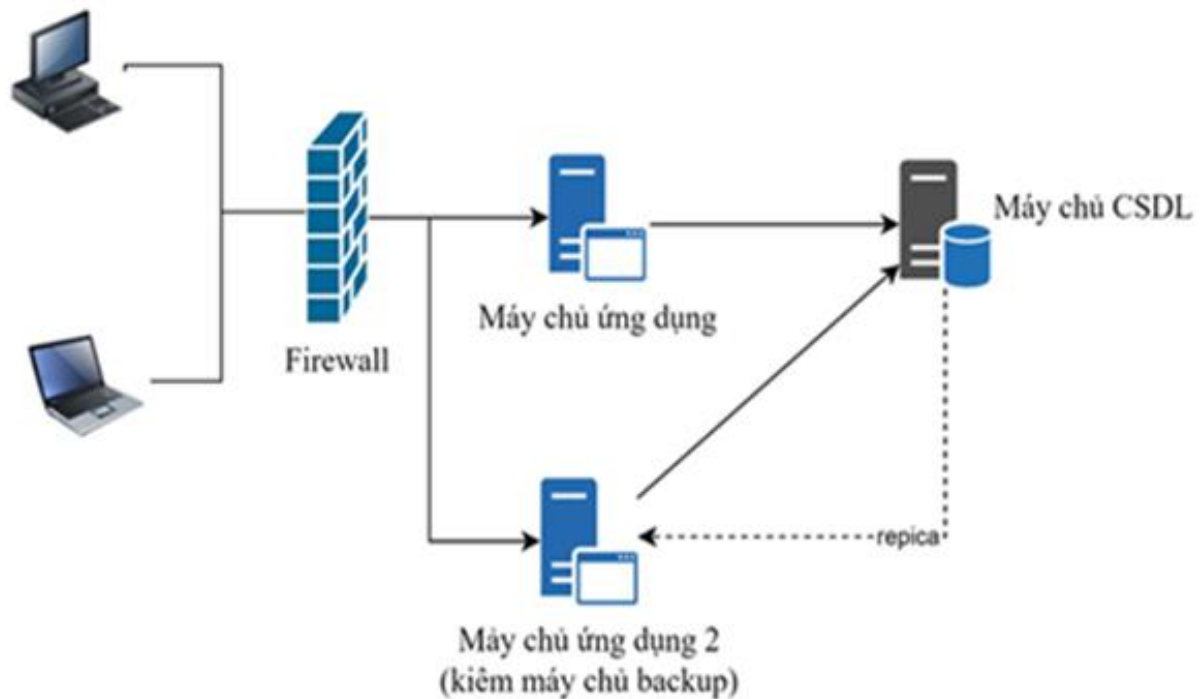 Máy chủ CSDL
Máy chủ ứng dụng
Firewall
repica
Máy chủ ứng dụng 2
(kiêm máy chủ backup)